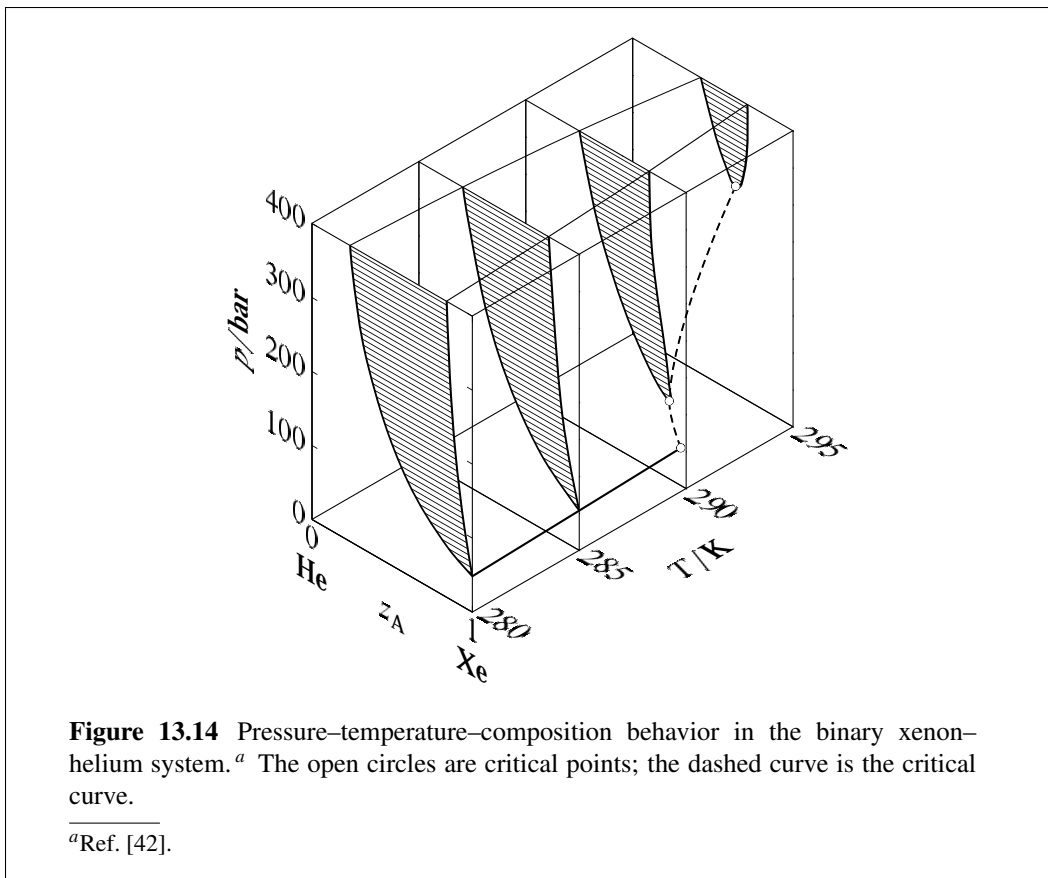 400
300
200
100
0
p/bar
0
He
z_A
1
Xe
280
285
290
295
T/K
Figure 13.14 Pressure–temperature–composition behavior in the binary xenon–
helium system.ᵃ The open circles are critical points; the dashed curve is the critical
curve.
ᵃRef. [42].